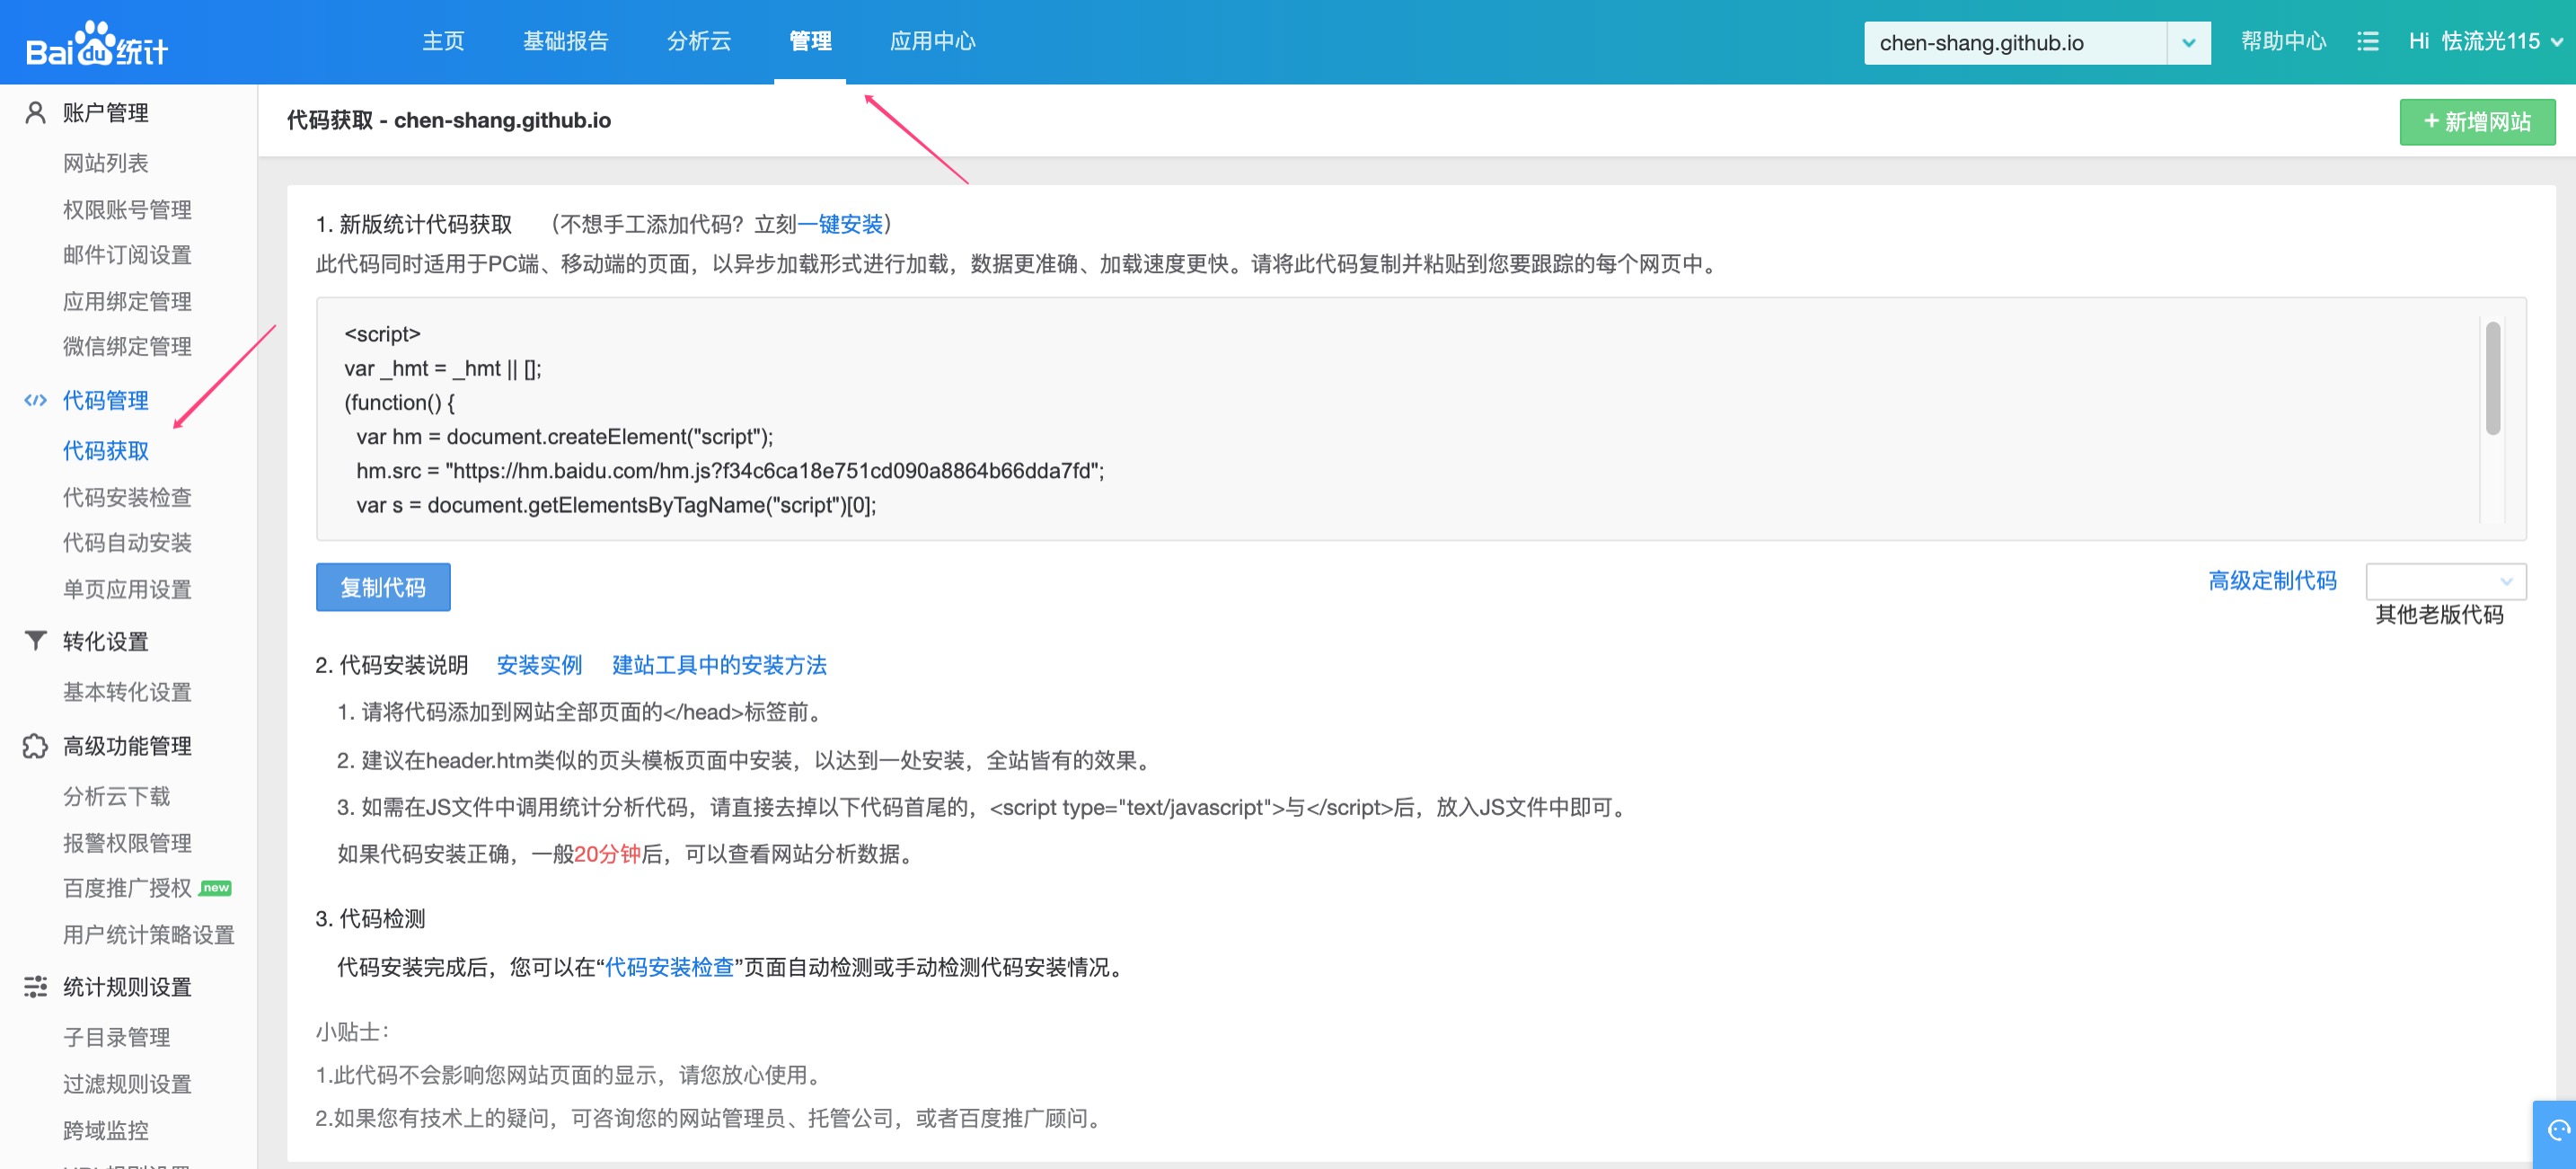 Baidu统计
主页 基础报告 分析云 管理 应用中心
chen-shang.github.io
帮助中心
Hi 怯流光115
账户管理
网站列表
权限账号管理
邮件订阅设置
应用绑定管理
微信绑定管理
代码管理
代码获取
代码安装检查
代码自动安装
单页应用设置
转化设置
基本转化设置
高级功能管理
分析云下载
报警权限管理
百度推广授权 new
用户统计策略设置
统计规则设置
子目录管理
过滤规则设置
跨域监控
代码获取 - chen-shang.github.io
+ 新增网站
1. 新版统计代码获取 （不想手工添加代码？立刻一键安装）
此代码同时适用于PC端、移动端的页面，以异步加载形式进行加载，数据更准确、加载速度更快。请将此代码复制并粘贴到您要跟踪的每个网页中。
<script>
var _hmt = _hmt || [];
(function() {
var hm = document.createElement("script");
hm.src = "https://hm.baidu.com/hm.js?f34c6ca18e751cd090a8864b66dda7fd";
var s = document.getElementsByTagName("script")[0];
复制代码
高级定制代码
其他老版代码
2. 代码安装说明 安装实例 建站工具中的安装方法
1. 请将代码添加到网站全部页面的</head>标签前。
2. 建议在header.htm类似的页头模板页面中安装，以达到一处安装，全站皆有的效果。
3. 如需在JS文件中调用统计分析代码，请直接去掉以下代码首尾的，<script type="text/javascript">与</script>后，放入JS文件中即可。
如果代码安装正确，一般20分钟后，可以查看网站分析数据。
3. 代码检测
代码安装完成后，您可以在“代码安装检查”页面自动检测或手动检测代码安装情况。
小贴士：
1.此代码不会影响您网站页面的显示，请您放心使用。
2.如果您有技术上的疑问，可咨询您的网站管理员、托管公司，或者百度推广顾问。